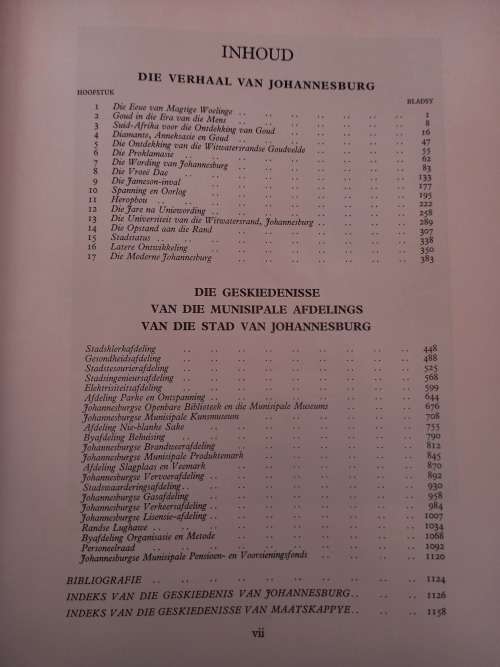 INHOUD
DIE VERHAAL VAN JOHANNESBURG
HOOFSTUK BLADSY
1 Die Eeue van Magtige Woelinge .. .. .. .. .. 1
2 Goud in die Era van die Mens .. .. .. .. .. 8
3 Suid-Afrika voor die Ontdekking van Goud .. .. .. .. 16
4 Diamante, Anneksasie en Goud .. .. .. .. .. 47
5 Die Ontdekking van die Witwatersrandse Goudvelde .. .. .. 55
6 Die Proklamasie .. .. .. .. .. .. 62
7 Die Wording van Johannesburg .. .. .. .. .. 83
8 Die Vroeë Dae .. .. .. .. .. .. 133
9 Die Jameson-inval .. .. .. .. .. .. 177
10 Spanning en Oorlog .. .. .. .. .. .. 195
11 Heropbou .. .. .. .. .. .. 222
12 Die Jare na Uniewording .. .. .. .. .. 258
13 Die Universiteit van die Witwatersrand, Johannesburg .. .. .. 289
14 Die Opstand aan die Rand .. .. .. .. .. 307
15 Stadstatus .. .. .. .. .. .. 338
16 Latere Ontwikkeling .. .. .. .. .. .. 350
17 Die Moderne Johannesburg .. .. .. .. .. 383
DIE GESKIEDENISSE
VAN DIE MUNISIPALE AFDELINGS
VAN DIE STAD VAN JOHANNESBURG
Stadsklerkafdeling .. .. .. .. .. .. 448
Gesondheidsafdeling .. .. .. .. .. .. 488
Stadstesourierafdeling .. .. .. .. .. .. 525
Stadsingenieursafdeling .. .. .. .. .. .. 568
Elektrisiteitsafdeling .. .. .. .. .. .. 599
Afdeling Parke en Ontspanning .. .. .. .. .. 644
Johannesburgse Openbare Biblioteek en die Munisipale Museums .. .. .. 676
Johannesburgse Munisipale Kunsmuseum .. .. .. .. 708
Afdeling Nie-blanke Sake .. .. .. .. .. 755
Byafdeling Behuising .. .. .. .. .. .. 790
Johannesburgse Brandweerafdeling .. .. .. .. .. 812
Johannesburgse Munisipale Produktemark .. .. .. .. 845
Afdeling Slagplaas en Veemark .. .. .. .. .. 870
Johannesburgse Vervoerafdeling .. .. .. .. .. 892
Stadswaarderingsafdeling .. .. .. .. .. .. 930
Johannesburgse Gasafdeling .. .. .. .. .. 958
Johannesburgse Verkeersafdeling .. .. .. .. .. 984
Johannesburgse Lisensie-afdeling .. .. .. .. .. 1007
Randse Lughawe .. .. .. .. .. .. 1034
Byafdeling Organisasie en Metode .. .. .. .. .. 1068
Personeelraad .. .. .. .. .. .. 1092
Johannesburgse Munisipale Pensioen- en Voorsieningsfonds .. .. .. 1120
BIBLIOGRAFIE .. .. .. .. .. .. .. 1124
INDEKS VAN DIE GESKIEDENIS VAN JOHANNESBURG .. .. .. 1126
INDEKS VAN DIE GESKIEDENISSE VAN MAATSKAPPYE .. .. .. 1158
vii